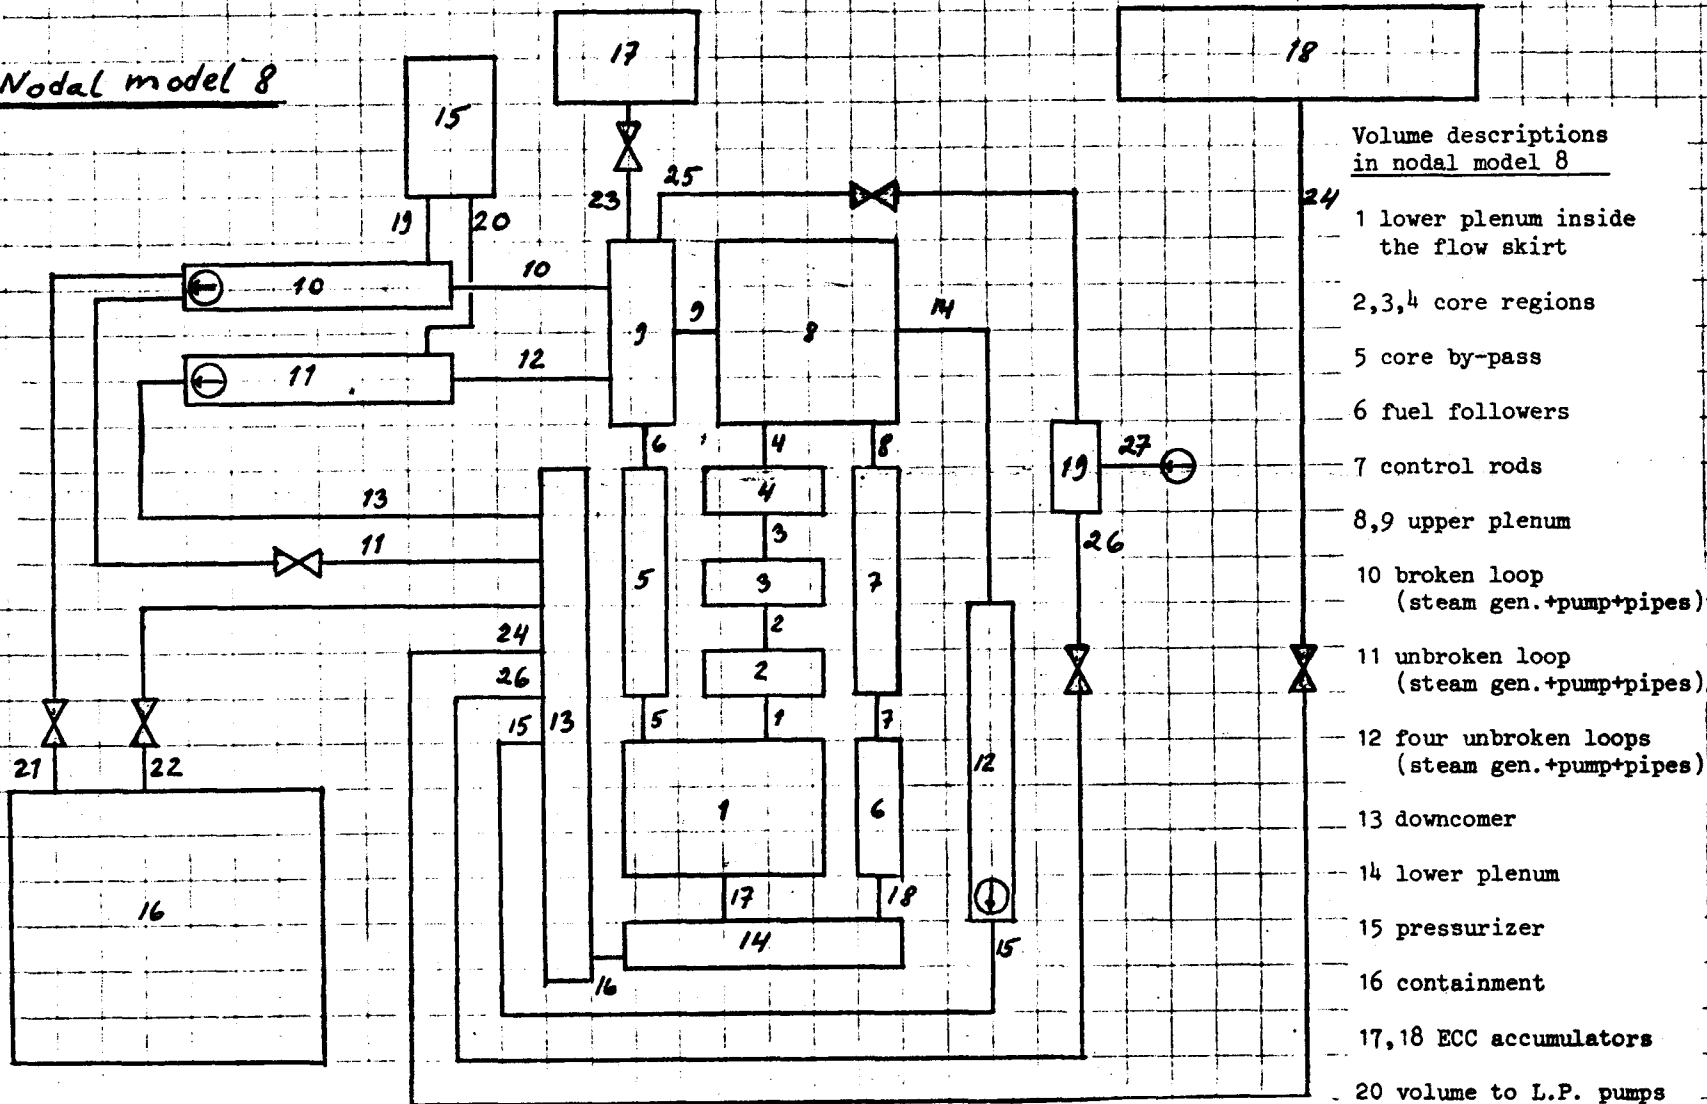 Nodal model 8
17
18
15
Volume descriptions
in nodal model 8
1 lower plenum inside
the flow skirt
2,3,4 core regions
5 core by-pass
6 fuel followers
7 control rods
8,9 upper plenum
10 broken loop
(steam gen.+pump+pipes)
11 unbroken loop
(steam gen.+pump+pipes)
12 four unbroken loops
(steam gen.+pump+pipes)
13 downcomer
14 lower plenum
15 pressurizer
16 containment
17,18 ECC accumulators
20 volume to L.P. pumps
25
23
24
19
20
10
10
9
9
8
14
11
12
6
4
8
19
27
13
4
3
11
5
3
7
26
2
24
2
26
15
13
5
1
7
12
21
22
1
6
16
17
18
14
15
16